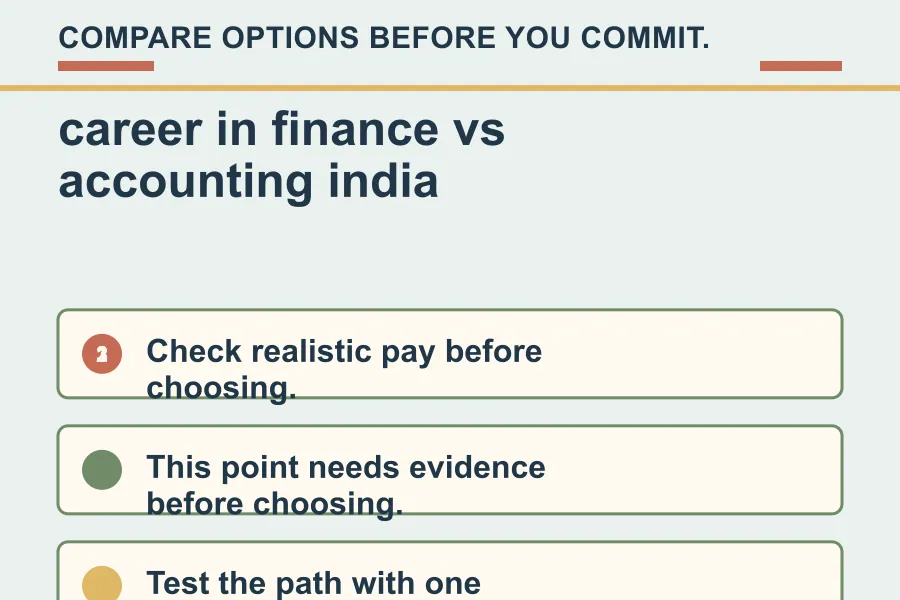 COMPARE OPTIONS BEFORE YOU COMMIT.
career in finance vs
accounting india
Check realistic pay before
choosing.
This point needs evidence
before choosing.
Test the path with one